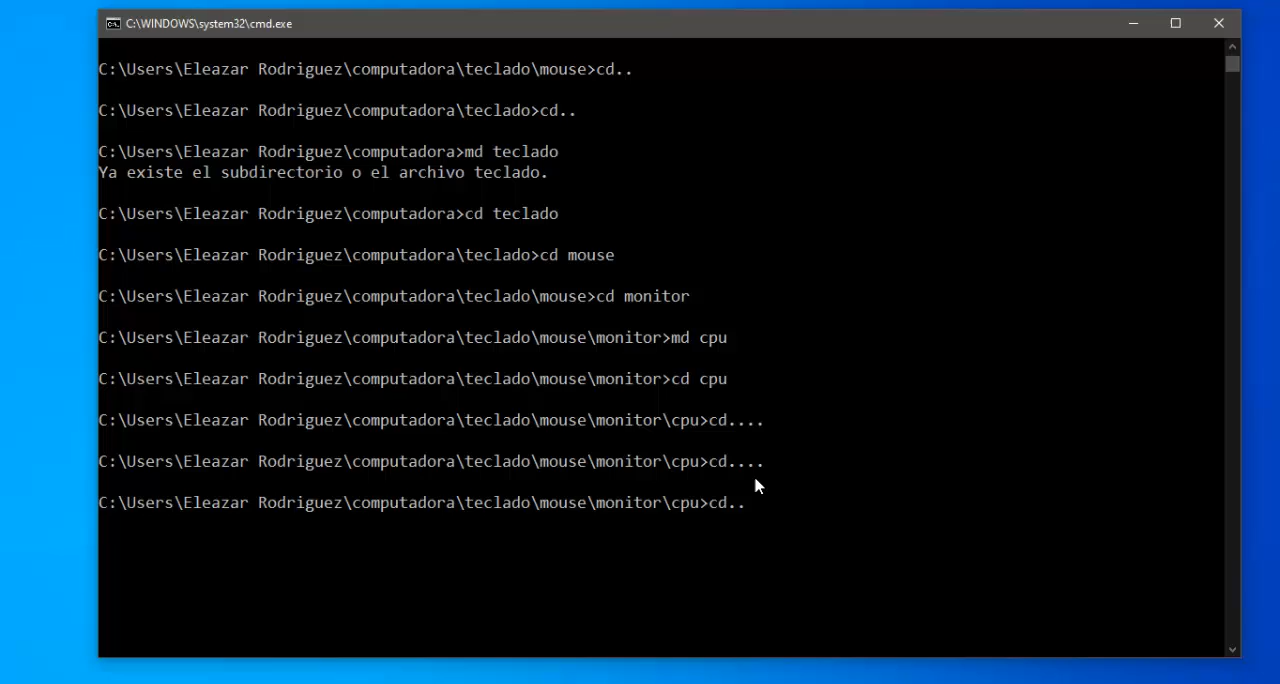 C:\WINDOWS\system32\cmd.exe
C:\Users\Eleazar Rodriguez\computadora\teclado\mouse>cd..
C:\Users\Eleazar Rodriguez\computadora\teclado>cd..
C:\Users\Eleazar Rodriguez\computadora>md teclado
Ya existe el subdirectorio o el archivo teclado.
C:\Users\Eleazar Rodriguez\computadora>cd teclado
C:\Users\Eleazar Rodriguez\computadora\teclado>cd mouse
C:\Users\Eleazar Rodriguez\computadora\teclado\mouse>cd monitor
C:\Users\Eleazar Rodriguez\computadora\teclado\mouse\monitor>md cpu
C:\Users\Eleazar Rodriguez\computadora\teclado\mouse\monitor>cd cpu
C:\Users\Eleazar Rodriguez\computadora\teclado\mouse\monitor\cpu>cd....
C:\Users\Eleazar Rodriguez\computadora\teclado\mouse\monitor\cpu>cd....
C:\Users\Eleazar Rodriguez\computadora\teclado\mouse\monitor\cpu>cd..